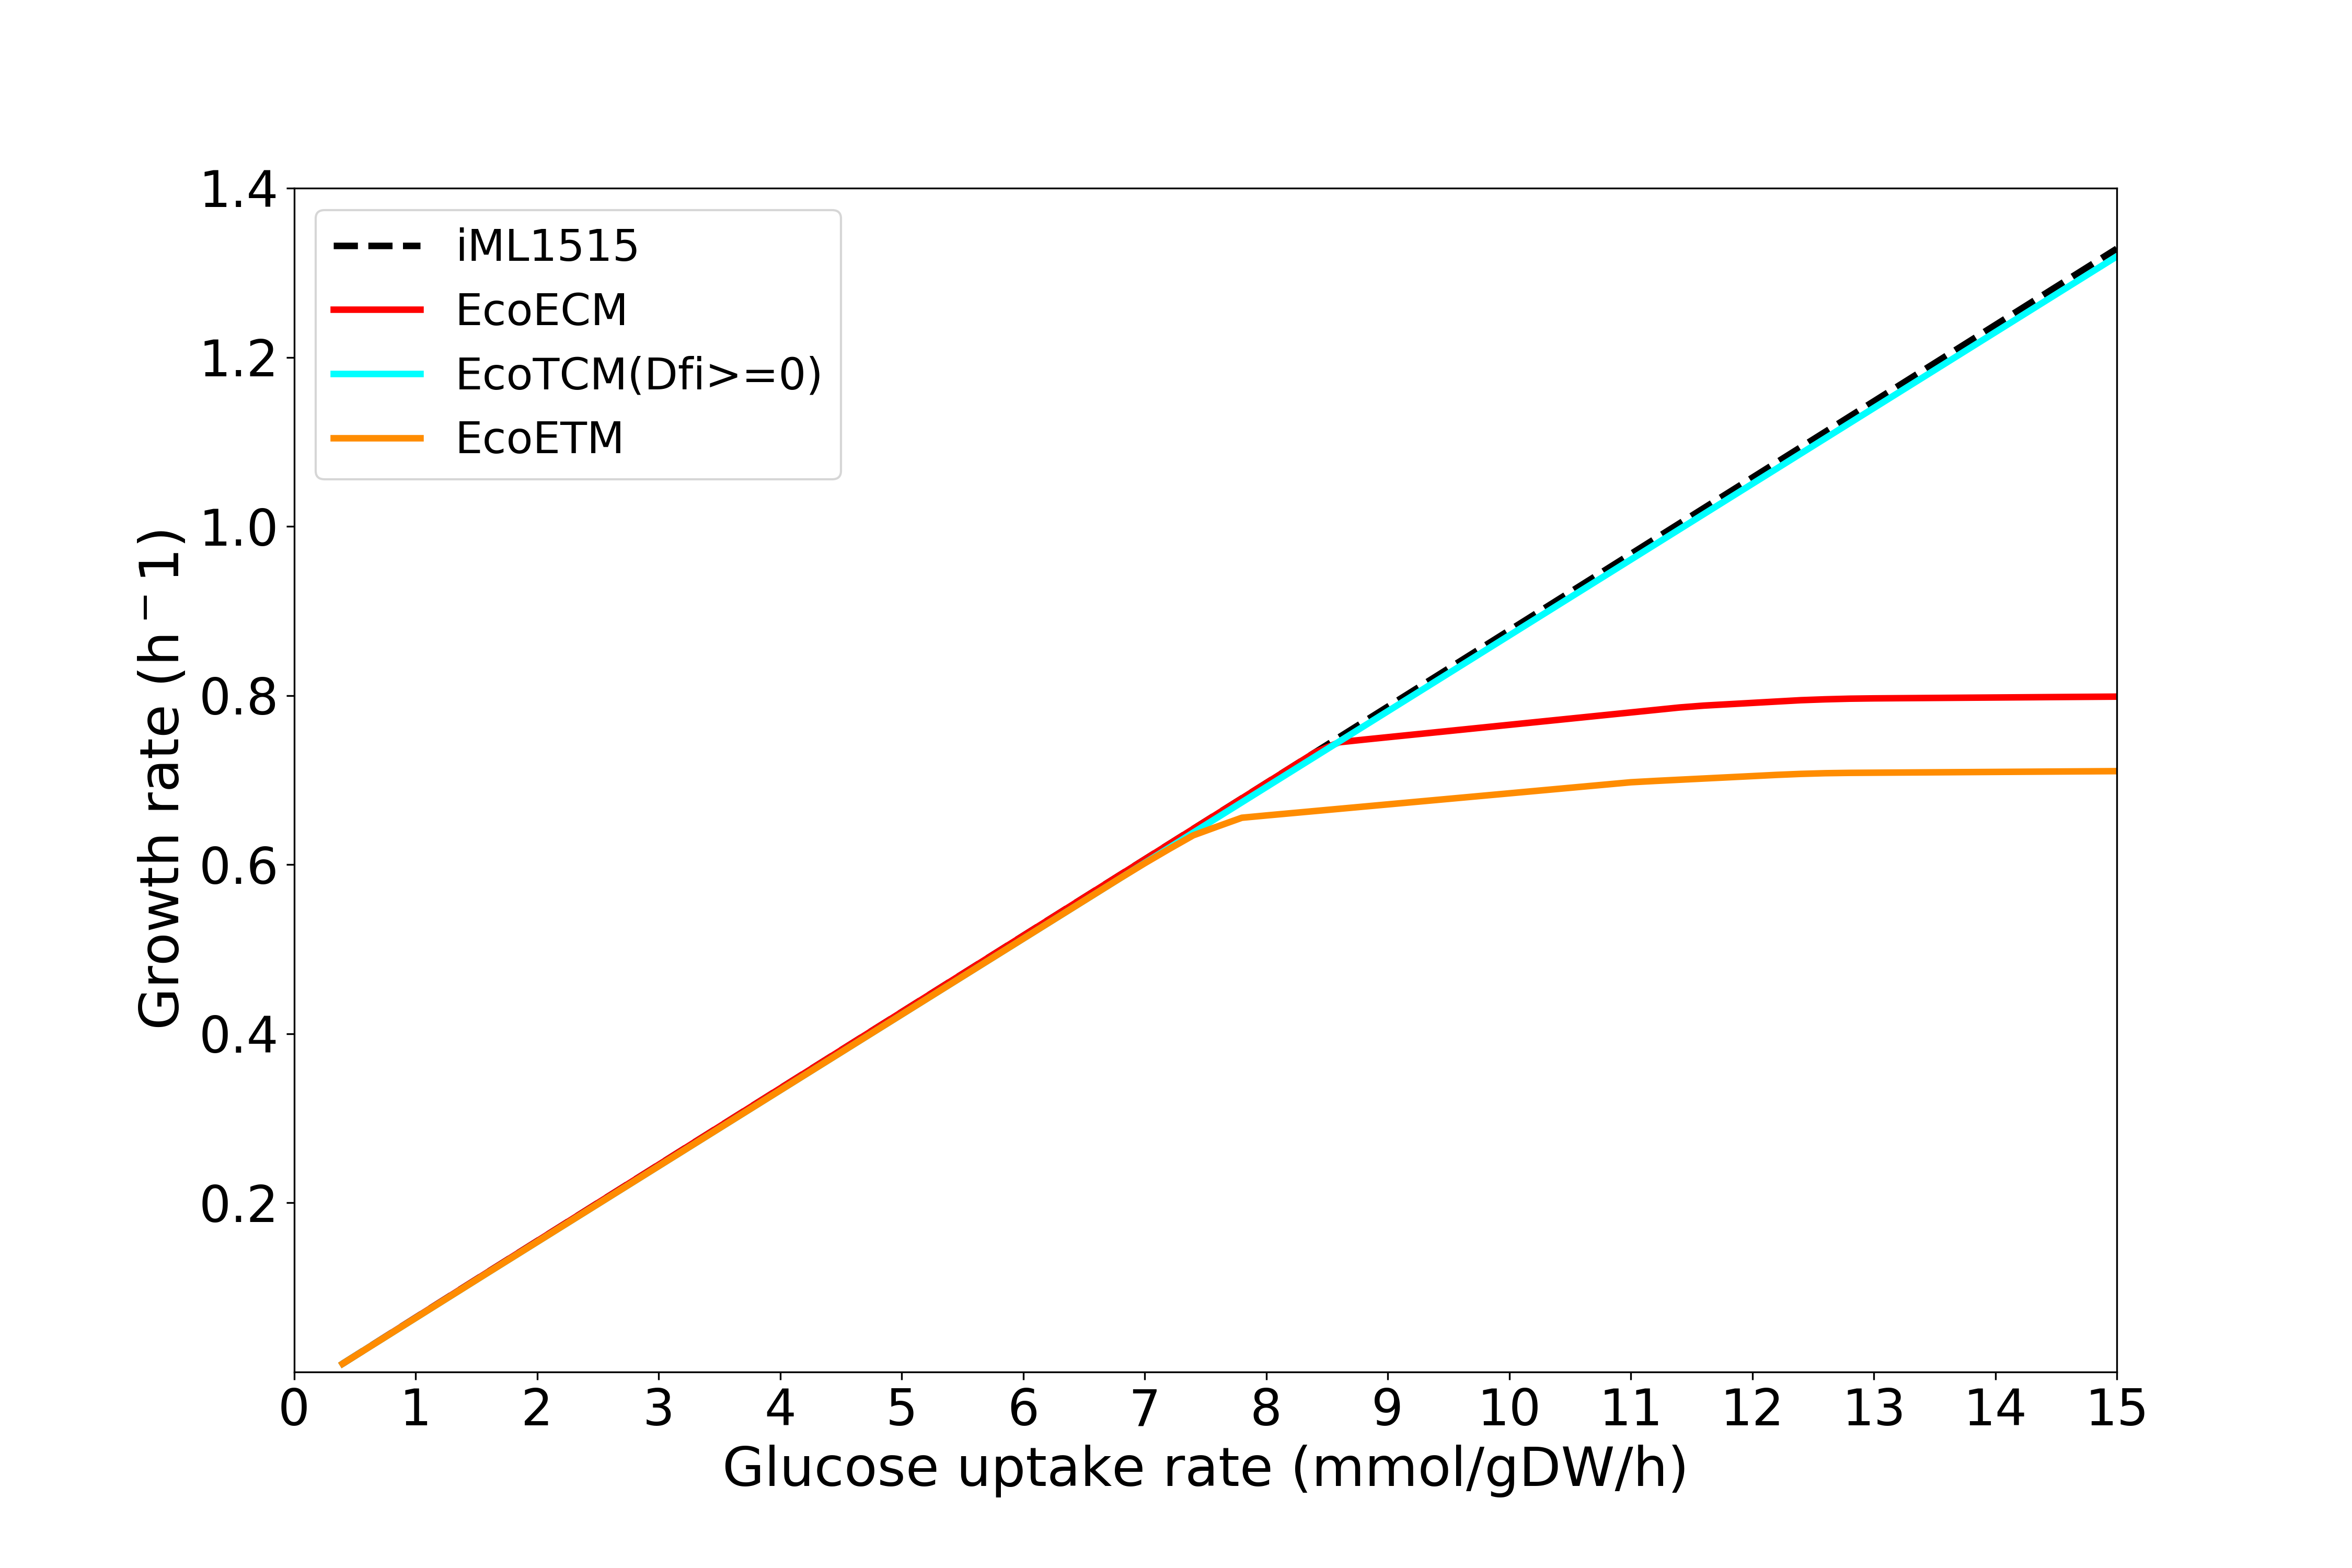 1.4
1.2
1.0
0.8
0.6
0.4
0.2
Growth rate (h⁻1)
iML1515
EcoECM
EcoTCM(Dfi>=0)
EcoETM
0 1 2 3 4 5 6 7 8 9 10 11 12 13 14 15
Glucose uptake rate (mmol/gDW/h)